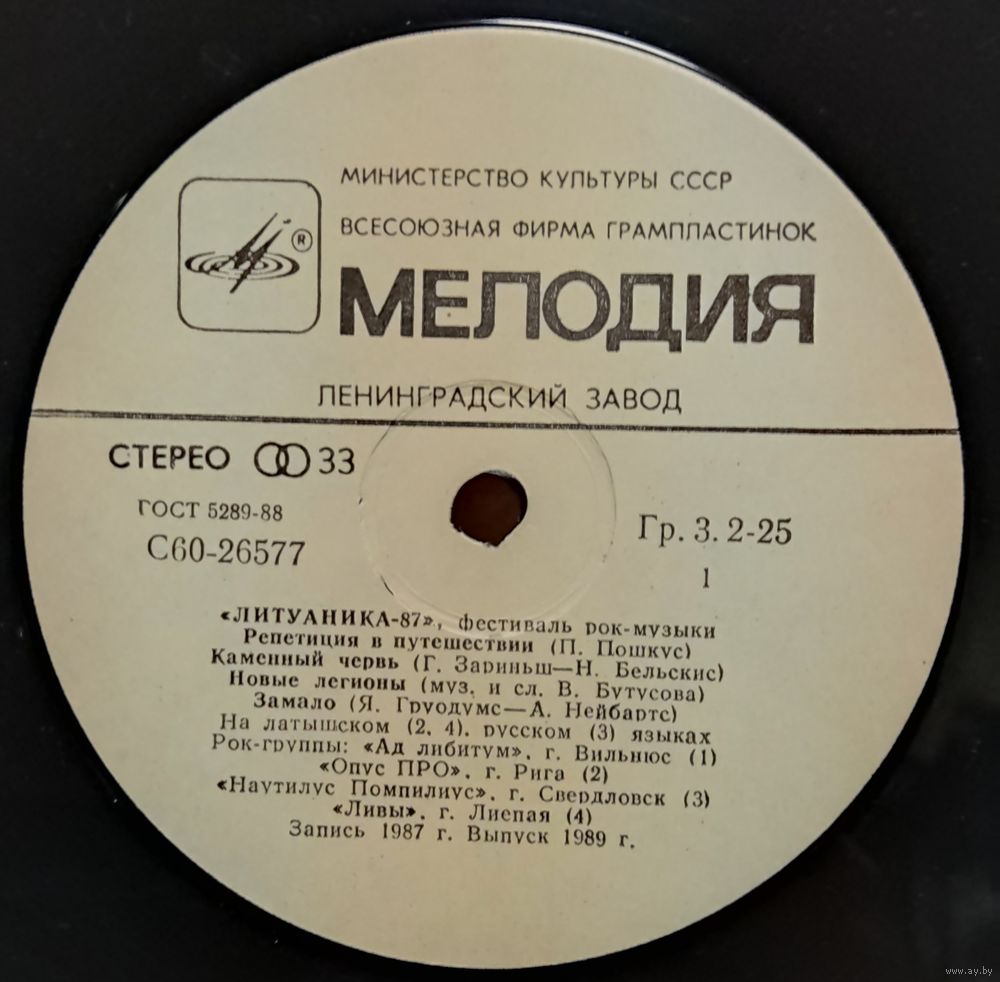 МИНИСТЕРСТВО КУЛЬТУРЫ СССР
ВСЕСОЮЗНАЯ ФИРМА ГРАМПЛАСТИНОК
®
МЕЛОДИЯ
ЛЕНИНГРАДСКИЙ ЗАВОД
СТЕРЕО 33
ГОСТ 5289-88
С60-26577
Гр. 3. 2-25
1
«ЛИТУАНИКА-87», фестиваль рок-музыки
Репетиция в путешествии (П. Пошкус)
Каменный червь (Г. Зариньш—Н. Бельскис)
Новые легионы (муз. и сл. В. Бутусова)
Замало (Я. Груодумс—А. Нейбартс)
На латышском (2, 4), русском (3) языках
Рок-группы: «Ад либитум», г. Вильнюс (1)
«Опус ПРО», г. Рига (2)
«Наутилус Помпилиус», г. Свердловск (3)
«Ливы», г. Лиепая (4)
Запись 1987 г. Выпуск 1989 г.
www.ay.by